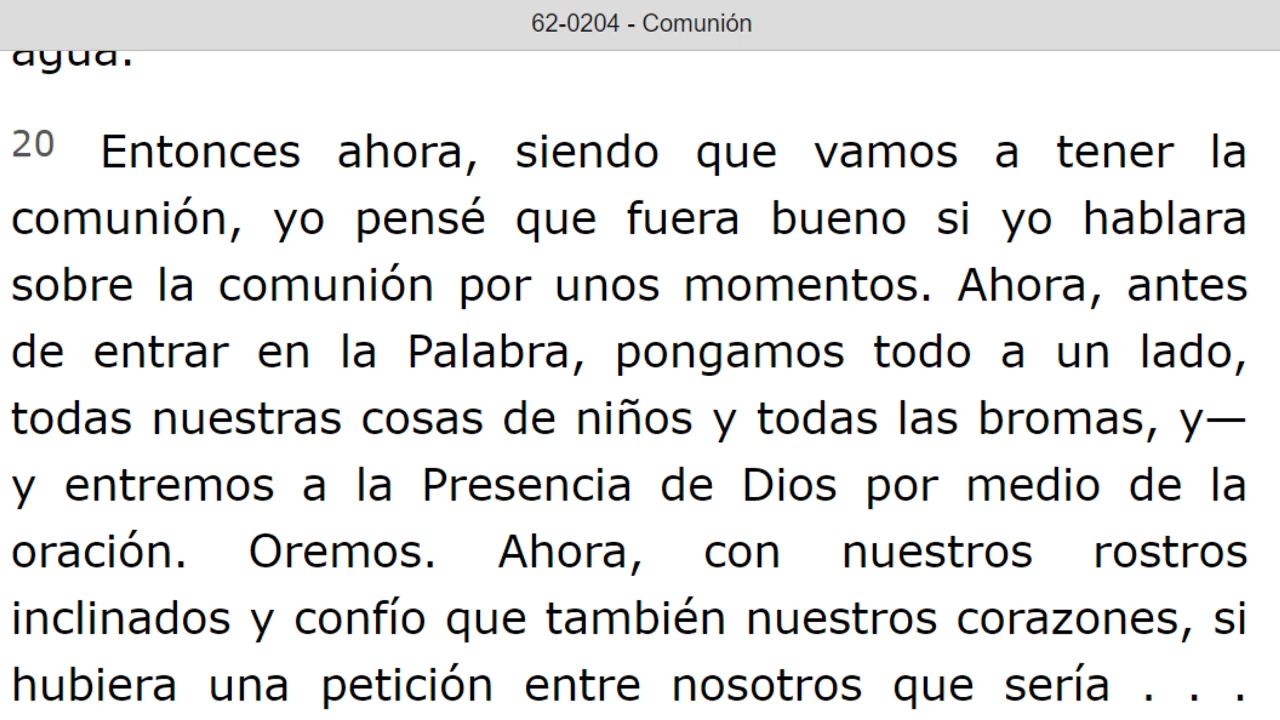 62-0204 - Comunión
agua.
20 Entonces ahora, siendo que vamos a tener la
comunión, yo pensé que fuera bueno si yo hablara
sobre la comunión por unos momentos. Ahora, antes
de entrar en la Palabra, pongamos todo a un lado,
todas nuestras cosas de niños y todas las bromas, y—
y entremos a la Presencia de Dios por medio de la
oración. Oremos. Ahora, con nuestros rostros
inclinados y confío que también nuestros corazones, si
hubiera una petición entre nosotros que sería . . .